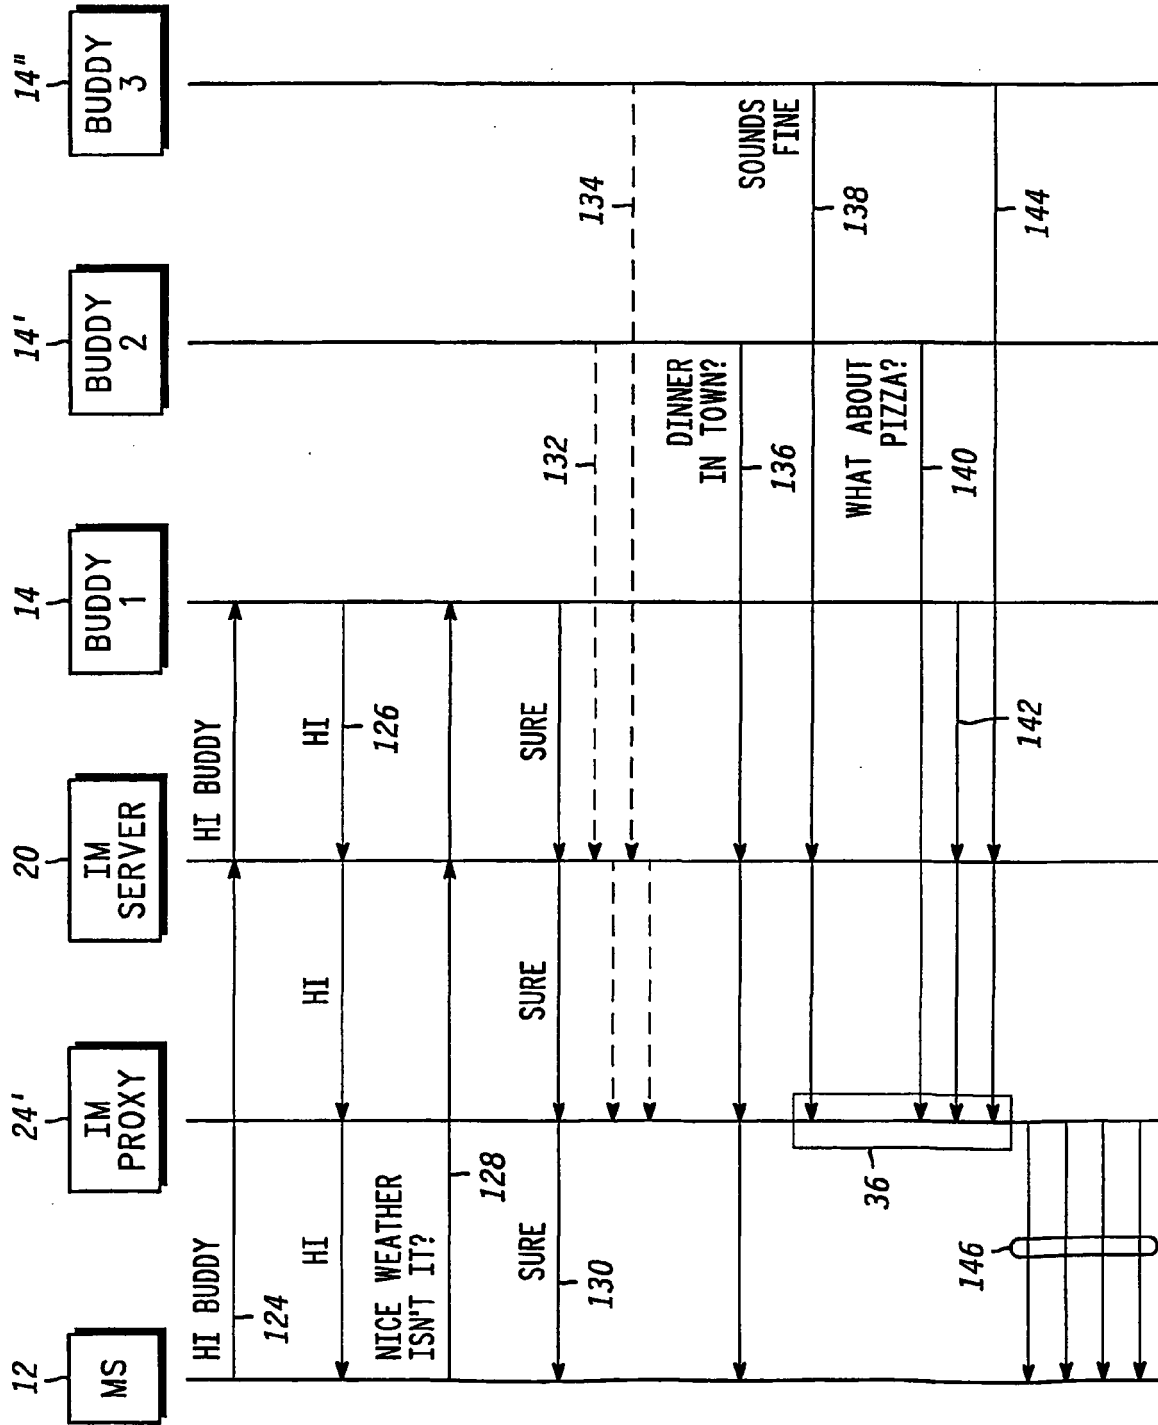 12
MS
24'
IM
PROXY
20
IM
SERVER
14
BUDDY
1
14'
BUDDY
2
14"
BUDDY
3
HI BUDDY
124
HI BUDDY
HI
HI
HI
126
NICE WEATHER
ISN'T IT?
128
SURE
130
SURE
SURE
132
134
DINNER
IN TOWN?
136
SOUNDS
FINE
138
WHAT ABOUT
PIZZA?
140
36
142
144
146